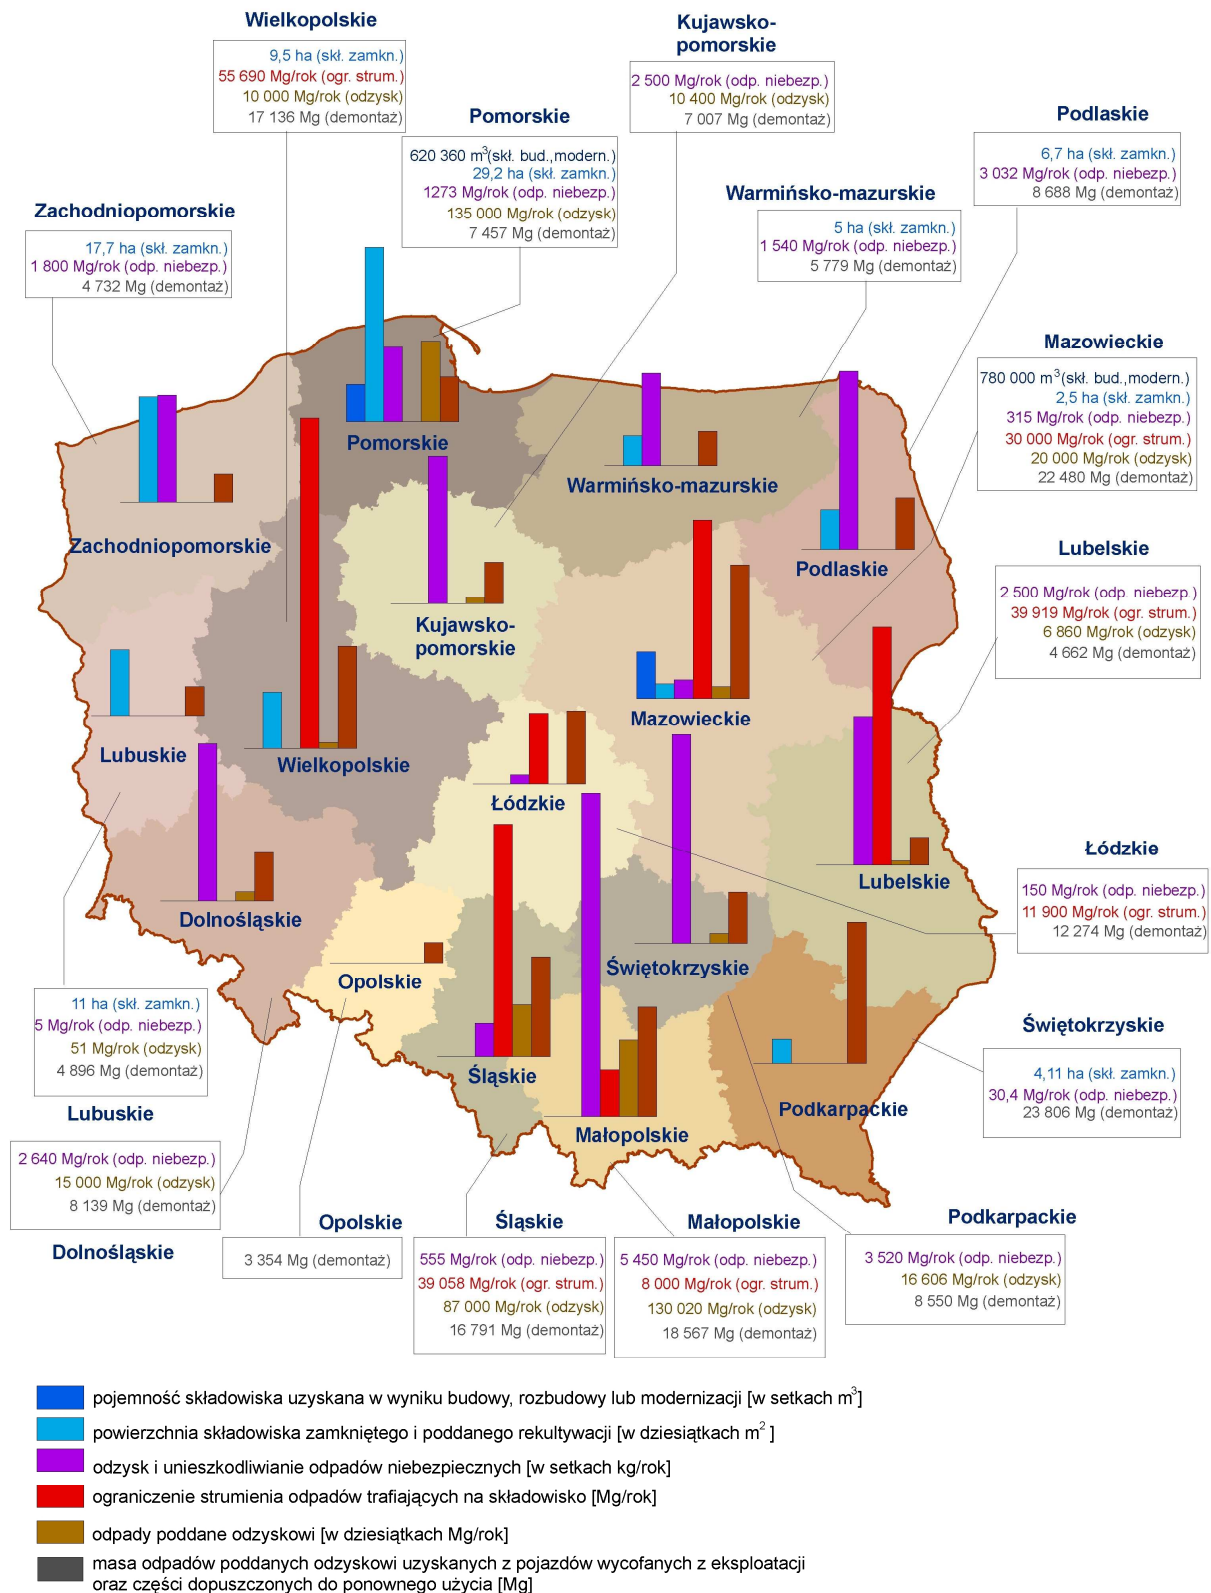 Wielkopolskie
9,5 ha (skł. zamkn.)
55 690 Mg/rok (ogr. strum.)
10 000 Mg/rok (odzysk)
17 136 Mg (demontaż)
Kujawsko-
pomorskie
2 500 Mg/rok (odp. niebezp.)
10 400 Mg/rok (odzysk)
7 007 Mg (demontaż)
Pomorskie
620 360 m³(skł. bud.,modern.)
29,2 ha (skł. zamkn.)
1273 Mg/rok (odp. niebezp.)
135 000 Mg/rok (odzysk)
7 457 Mg (demontaż)
Podlaskie
6,7 ha (skł. zamkn.)
3 032 Mg/rok (odp. niebezp.)
8 688 Mg (demontaż)
Warmińsko-mazurskie
5 ha (skł. zamkn.)
1 540 Mg/rok (odp. niebezp.)
5 779 Mg (demontaż)
Zachodniopomorskie
17,7 ha (skł. zamkn.)
1 800 Mg/rok (odp. niebezp.)
4 732 Mg (demontaż)
Mazowieckie
780 000 m³(skł. bud.,modern.)
2,5 ha (skł. zamkn.)
315 Mg/rok (odp. niebezp.)
30 000 Mg/rok (ogr. strum.)
20 000 Mg/rok (odzysk)
22 480 Mg (demontaż)
Pomorskie
Warmińsko-mazurskie
Zachodniopomorskie
Podlaskie
Kujawsko-
pomorskie
Lubelskie
2 500 Mg/rok (odp. niebezp.)
39 919 Mg/rok (ogr. strum.)
6 860 Mg/rok (odzysk)
4 662 Mg (demontaż)
Mazowieckie
Lubuskie
Wielkopolskie
Łódzkie
Lubelskie
Łódzkie
150 Mg/rok (odp. niebezp.)
11 900 Mg/rok (ogr. strum.)
12 274 Mg (demontaż)
Dolnośląskie
Opolskie
Świętokrzyskie
Śląskie
Podkarpackie
Małopolskie
11 ha (skł. zamkn.)
5 Mg/rok (odp. niebezp.)
51 Mg/rok (odzysk)
4 896 Mg (demontaż)
Lubuskie
Świętokrzyskie
4,11 ha (skł. zamkn.)
30,4 Mg/rok (odp. niebezp.)
23 806 Mg (demontaż)
2 640 Mg/rok (odp. niebezp.)
15 000 Mg/rok (odzysk)
8 139 Mg (demontaż)
Dolnośląskie
Opolskie
3 354 Mg (demontaż)
Śląskie
555 Mg/rok (odp. niebezp.)
39 058 Mg/rok (ogr. strum.)
87 000 Mg/rok (odzysk)
16 791 Mg (demontaż)
Małopolskie
5 450 Mg/rok (odp. niebezp.)
8 000 Mg/rok (ogr. strum.)
130 020 Mg/rok (odzysk)
18 567 Mg (demontaż)
Podkarpackie
3 520 Mg/rok (odp. niebezp.)
16 606 Mg/rok (odzysk)
8 550 Mg (demontaż)
pojemność składowiska uzyskana w wyniku budowy, rozbudowy lub modernizacji [w setkach m³]
powierzchnia składowiska zamkniętego i poddanego rekultywacji [w dziesiątkach m² ]
odzysk i unieszkodliwianie odpadów niebezpiecznych [w setkach kg/rok]
ograniczenie strumienia odpadów trafiających na składowisko [Mg/rok]
odpady poddane odzyskowi [w dziesiątkach Mg/rok]
masa odpadów poddanych odzyskowi uzyskanych z pojazdów wycofanych z eksploatacji
oraz części dopuszczonych do ponownego użycia [Mg]